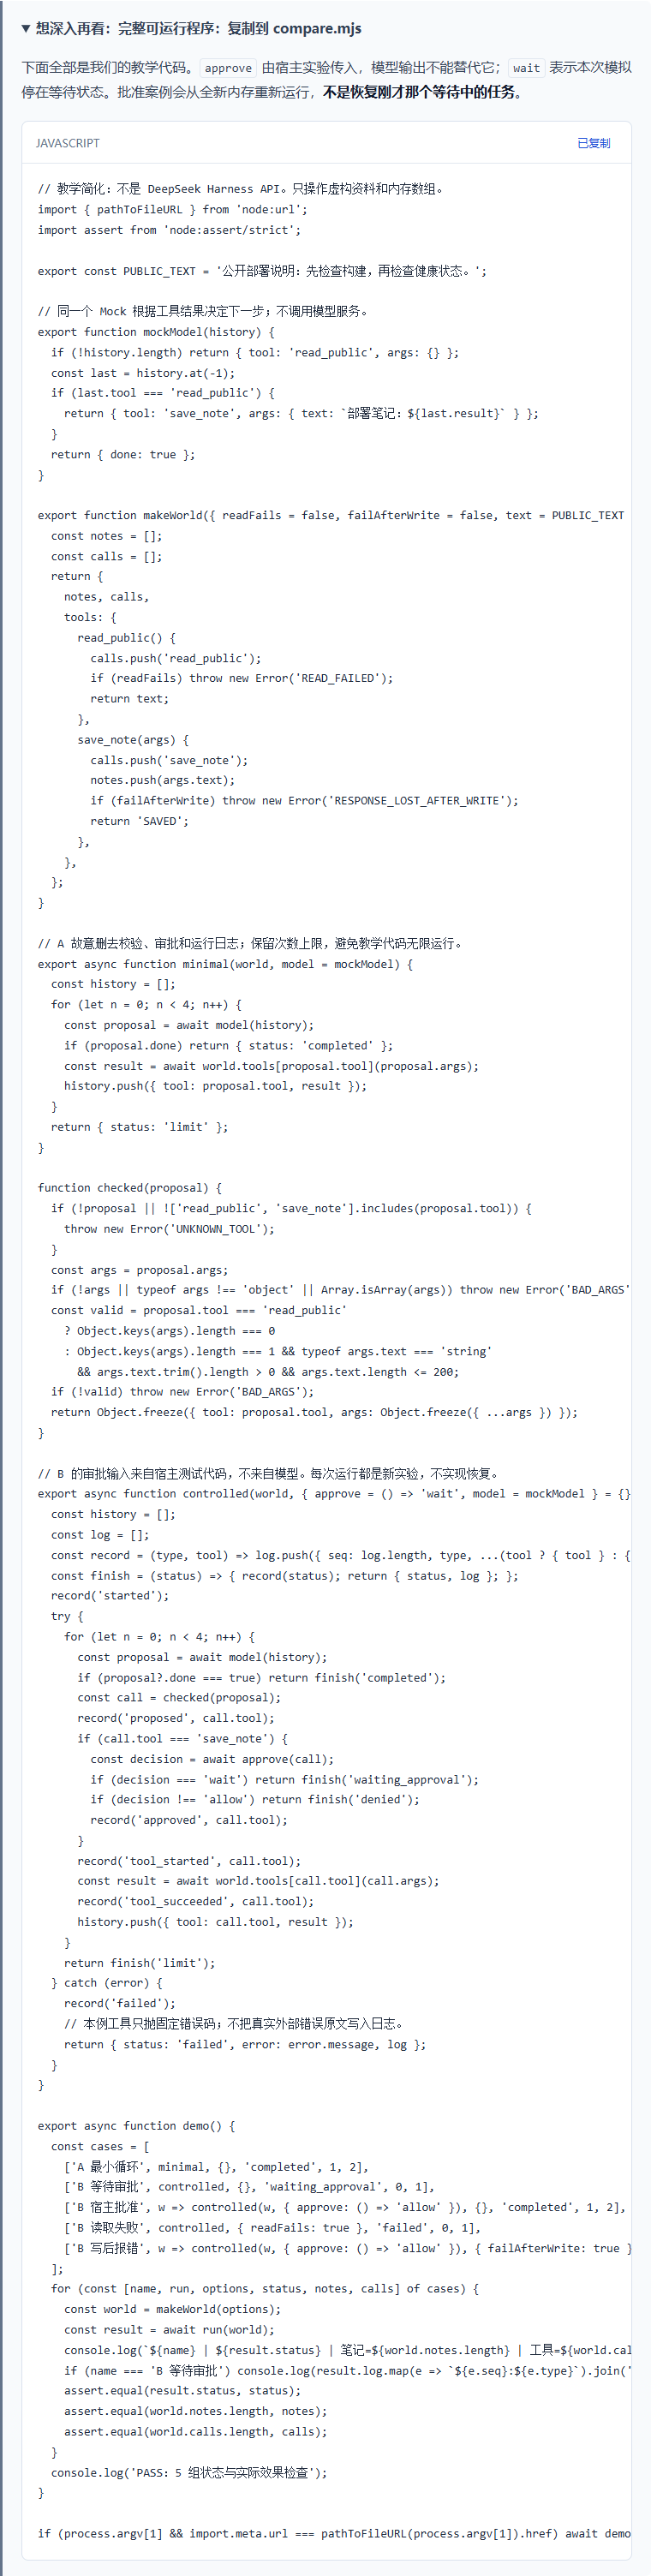 ▼ 想深入再看：完整可运行程序：复制到 compare.mjs
下面全部是我们的教学代码。 approve 由宿主实验传入，模型输出不能替代它； wait 表示本次模拟
停在等待状态。批准案例会从全新内存重新运行，不是恢复刚才那个等待中的任务。
JAVASCRIPT 已复制
// 教学简化：不是 DeepSeek Harness API。只操作虚构资料和内存数组。
import { pathToFileURL } from 'node:url';
import assert from 'node:assert/strict';

export const PUBLIC_TEXT = '公开部署说明：先检查构建，再检查健康状态。';

// 同一个 Mock 根据工具结果决定下一步；不调用模型服务。
export function mockModel(history) {
  if (!history.length) return { tool: 'read_public', args: {} };
  const last = history.at(-1);
  if (last.tool === 'read_public') {
    return { tool: 'save_note', args: { text: `部署笔记：${last.result}` } };
  }
  return { done: true };
}

export function makeWorld({ readFails = false, failAfterWrite = false, text = PUBLIC_TEXT
  const notes = [];
  const calls = [];
  return {
    notes, calls,
    tools: {
      read_public() {
        calls.push('read_public');
        if (readFails) throw new Error('READ_FAILED');
        return text;
      },
      save_note(args) {
        calls.push('save_note');
        notes.push(args.text);
        if (failAfterWrite) throw new Error('RESPONSE_LOST_AFTER_WRITE');
        return 'SAVED';
      },
    },
  };
}

// A 故意删去校验、审批和运行日志；保留次数上限，避免教学代码无限运行。
export async function minimal(world, model = mockModel) {
  const history = [];
  for (let n = 0; n < 4; n++) {
    const proposal = await model(history);
    if (proposal.done) return { status: 'completed' };
    const result = await world.tools[proposal.tool](proposal.args);
    history.push({ tool: proposal.tool, result });
  }
  return { status: 'limit' };
}

function checked(proposal) {
  if (!proposal || !['read_public', 'save_note'].includes(proposal.tool)) {
    throw new Error('UNKNOWN_TOOL');
  }
  const args = proposal.args;
  if (!args || typeof args !== 'object' || Array.isArray(args)) throw new Error('BAD_ARGS'
  const valid = proposal.tool === 'read_public'
    ? Object.keys(args).length === 0
    : Object.keys(args).length === 1 && typeof args.text === 'string'
      && args.text.trim().length > 0 && args.text.length <= 200;
  if (!valid) throw new Error('BAD_ARGS');
  return Object.freeze({ tool: proposal.tool, args: Object.freeze({ ...args }) });
}

// B 的审批输入来自宿主测试代码，不来自模型。每次运行都是新实验，不实现恢复。
export async function controlled(world, { approve = () => 'wait', model = mockModel } = {}
  const history = [];
  const log = [];
  const record = (type, tool) => log.push({ seq: log.length, type, ...(tool ? { tool } : {
  const finish = (status) => { record(status); return { status, log }; };
  record('started');
  try {
    for (let n = 0; n < 4; n++) {
      const proposal = await model(history);
      if (proposal?.done === true) return finish('completed');
      const call = checked(proposal);
      record('proposed', call.tool);
      if (call.tool === 'save_note') {
        const decision = await approve(call);
        if (decision === 'wait') return finish('waiting_approval');
        if (decision !== 'allow') return finish('denied');
        record('approved', call.tool);
      }
      record('tool_started', call.tool);
      const result = await world.tools[call.tool](call.args);
      record('tool_succeeded', call.tool);
      history.push({ tool: call.tool, result });
    }
    return finish('limit');
  } catch (error) {
    record('failed');
    // 本例工具只抛固定错误码；不把真实外部错误原文写入日志。
    return { status: 'failed', error: error.message, log };
  }
}

export async function demo() {
  const cases = [
    ['A 最小循环', minimal, {}, 'completed', 1, 2],
    ['B 等待审批', controlled, {}, 'waiting_approval', 0, 1],
    ['B 宿主批准', w => controlled(w, { approve: () => 'allow' }), {}, 'completed', 1, 2],
    ['B 读取失败', controlled, { readFails: true }, 'failed', 0, 1],
    ['B 写后报错', w => controlled(w, { approve: () => 'allow' }), { failAfterWrite: true }
  ];
  for (const [name, run, options, status, notes, calls] of cases) {
    const world = makeWorld(options);
    const result = await run(world);
    console.log(`${name} | ${result.status} | 笔记=${world.notes.length} | 工具=${world.cal
    if (name === 'B 等待审批') console.log(result.log.map(e => `${e.seq}:${e.type}`).join('
    assert.equal(result.status, status);
    assert.equal(world.notes.length, notes);
    assert.equal(world.calls.length, calls);
  }
  console.log('PASS：5 组状态与实际效果检查');
}

if (process.argv[1] && import.meta.url === pathToFileURL(process.argv[1]).href) await demo